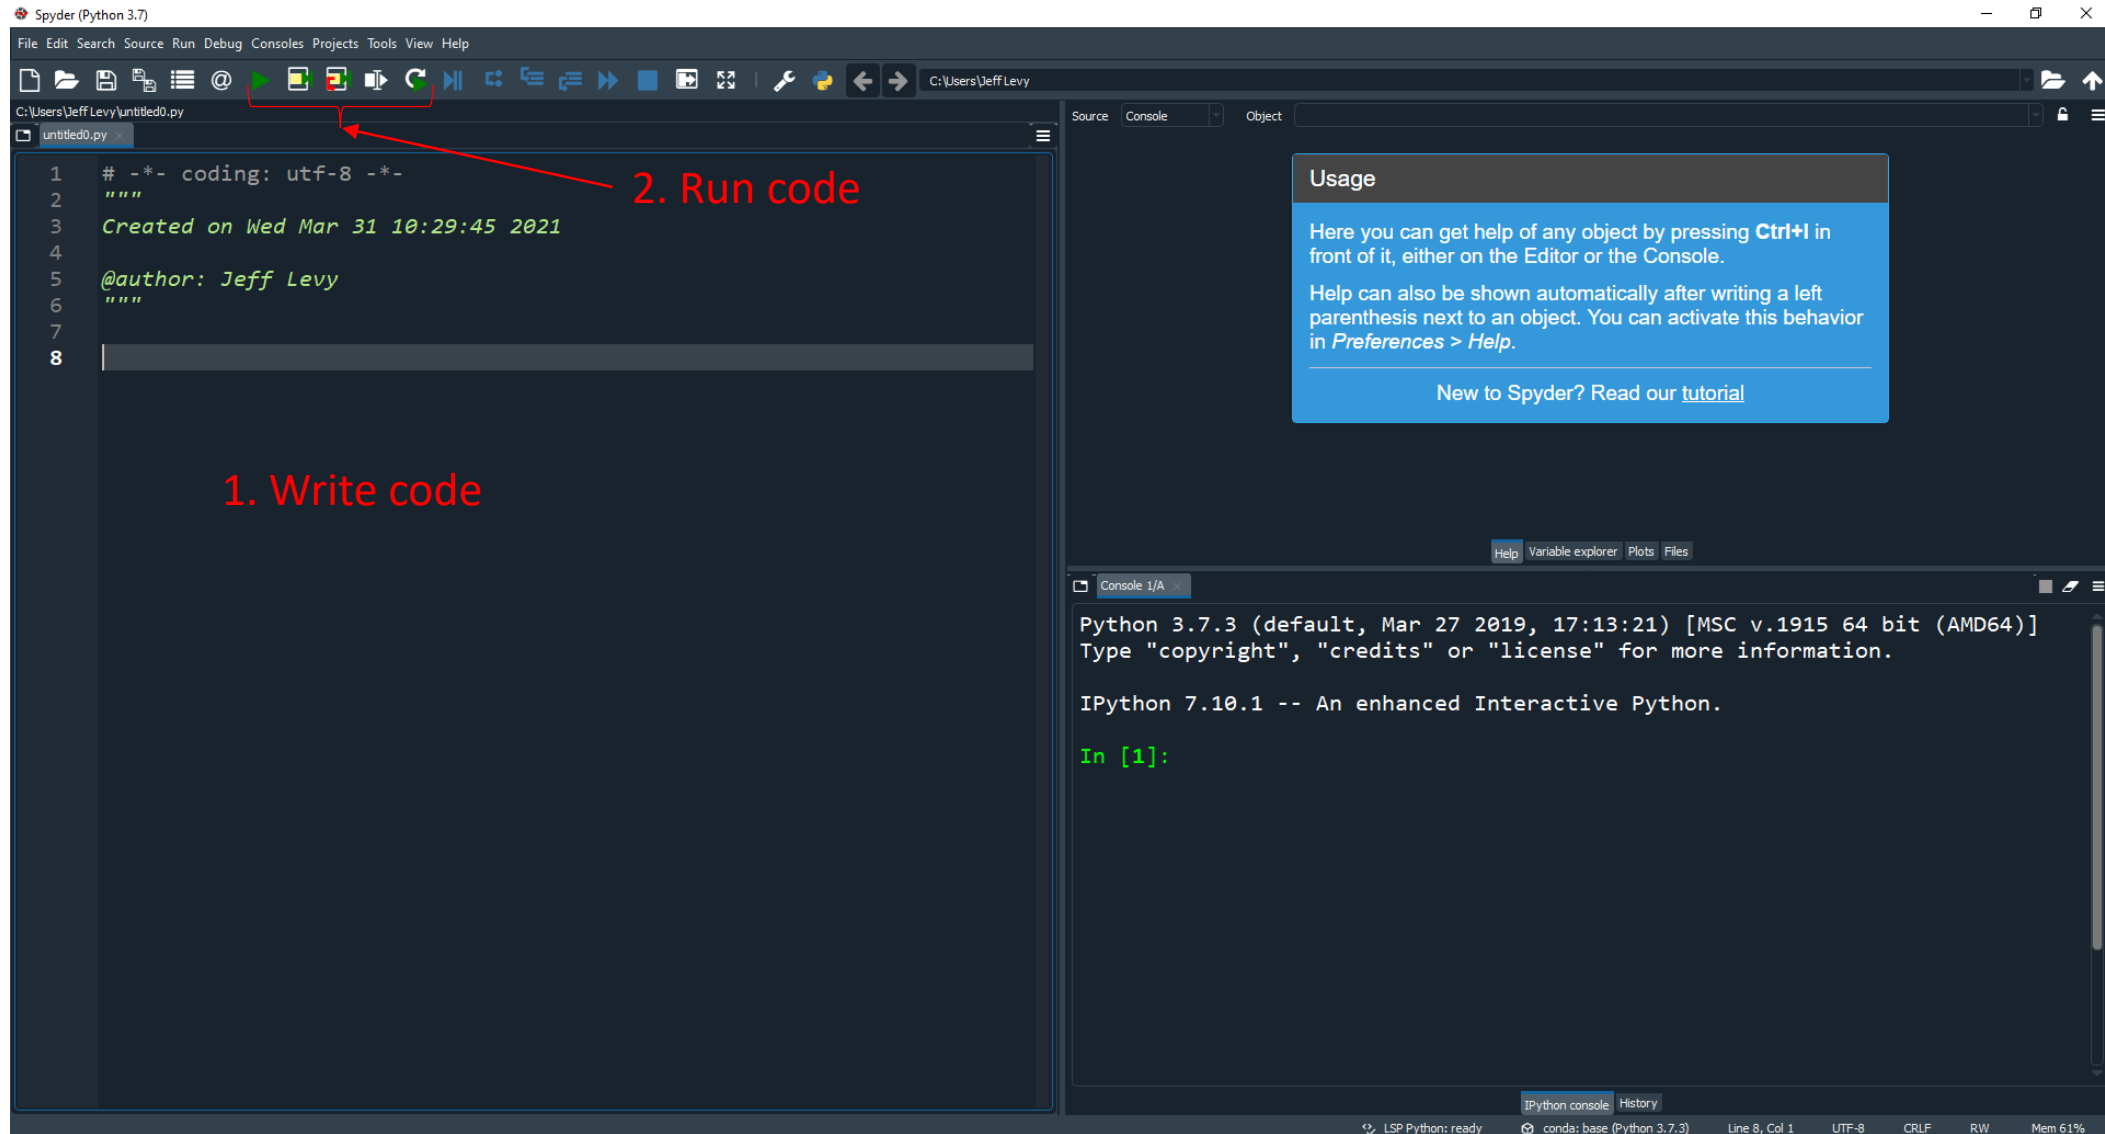 Spyder (Python 3.7)
File Edit Search Source Run Debug Consoles Projects Tools View Help
C:\Users\Jeff Levy
C:\Users\Jeff Levy\untitled0.py
untitled0.py
1 # -*- coding: utf-8 -*-
2 """
3 Created on Wed Mar 31 10:29:45 2021
4
5 @author: Jeff Levy
6 """
7
8
2. Run code
1. Write code
Source Console Object
Usage
Here you can get help of any object by pressing Ctrl+I in
front of it, either on the Editor or the Console.
Help can also be shown automatically after writing a left
parenthesis next to an object. You can activate this behavior
in Preferences > Help.
New to Spyder? Read our tutorial
Help Variable explorer Plots Files
Console 1/A
Python 3.7.3 (default, Mar 27 2019, 17:13:21) [MSC v.1915 64 bit (AMD64)]
Type "copyright", "credits" or "license" for more information.
IPython 7.10.1 -- An enhanced Interactive Python.
In [1]:
IPython console History
LSP Python: ready conda: base (Python 3.7.3) Line 8, Col 1 UTF-8 CRLF RW Mem 61%